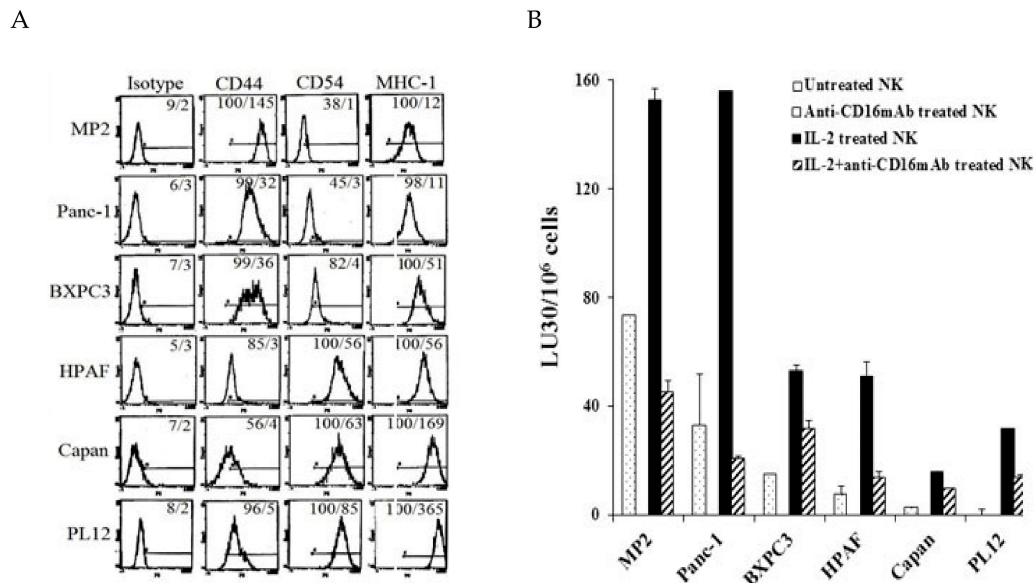 A
B
Isotype CD44 CD54 MHC-1
MP2 9/2 100/145 38/1 100/12
Panc-1 6/3 99/32 45/3 98/11
BXPC3 7/3 99/36 82/4 100/51
HPAF 5/3 85/3 100/56 100/56
Capan 7/2 56/4 100/63 100/169
PL12 8/2 96/5 100/85 100/365
LU30/10⁶ cells
160
120
80
40
0
Untreated NK
Anti-CD16mAb treated NK
IL-2 treated NK
IL-2+anti-CD16mAb treated NK
MP2 Panc-1 BXPC3 HPAF Capan PL12